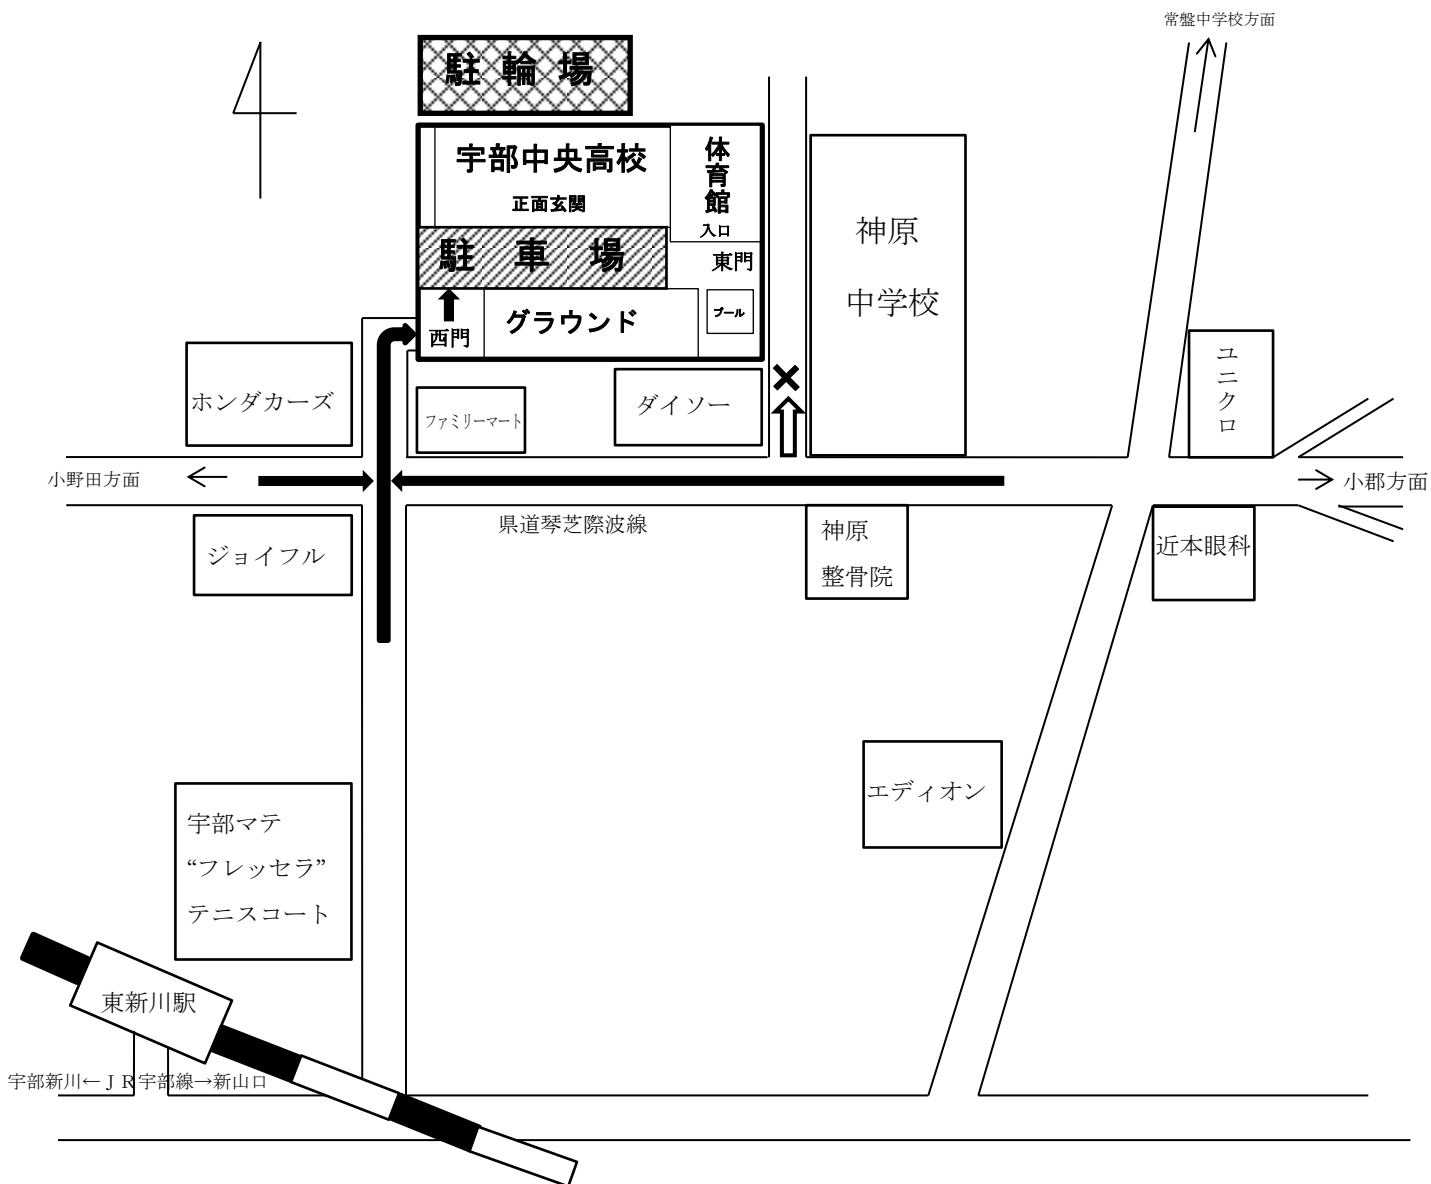 常盤中学校方面
駐輪場
宇部中央高校
正面玄関
体育館
入口
駐車場
東門
神原
中学校
プール
グラウンド
西門
ユニクロ
ホンダカーズ
ファミリーマート
ダイソー
小野田方面
小郡方面
県道琴芝際波線
神原
整骨院
近本眼科
ジョイフル
エディオン
宇部マテ
“フレッセラ”
テニスコート
東新川駅
宇部新川←ＪＲ宇部線→新山口